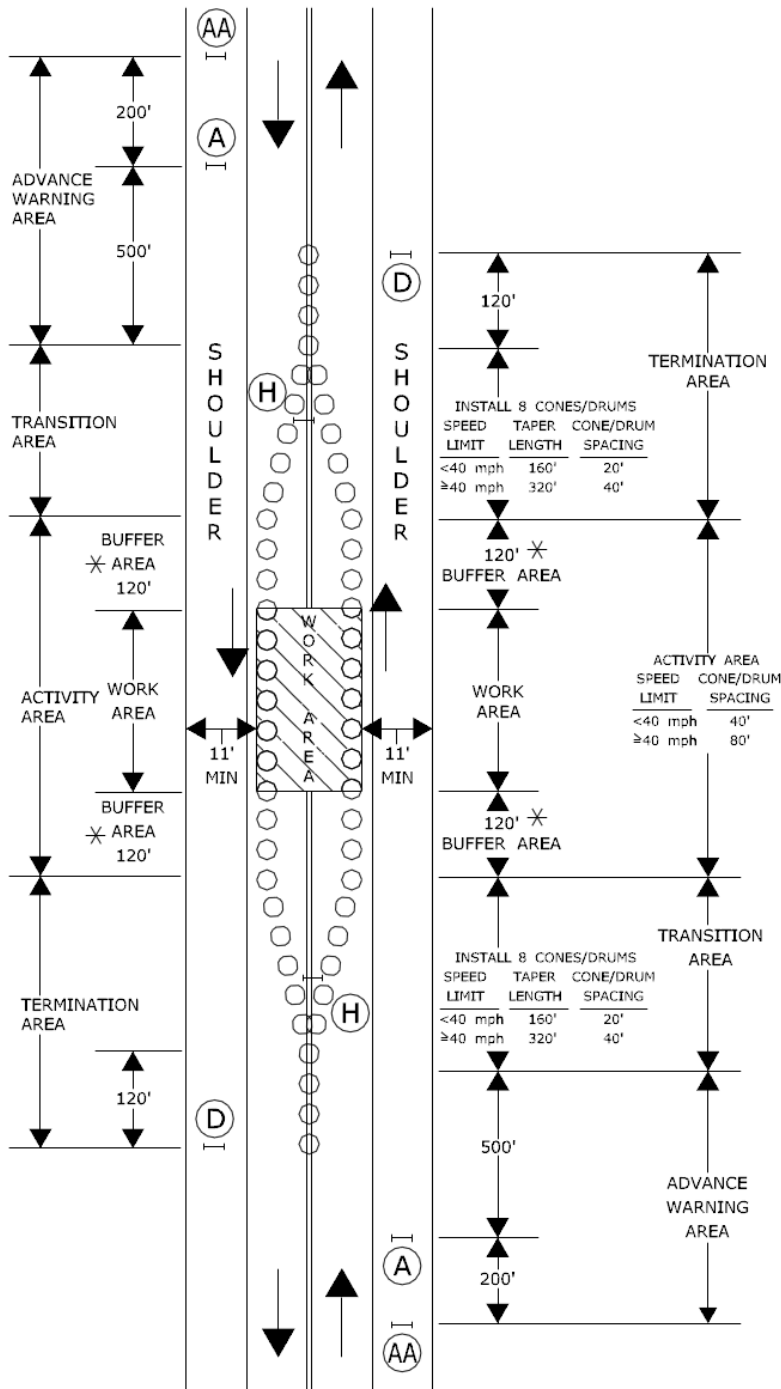 AA
200'
A
ADVANCE
WARNING
AREA
500'
D
120'
TERMINATION
AREA
SHOULDER
SHOULDER
H
TRANSITION
AREA
INSTALL 8 CONES/DRUMS
SPEED TAPER CONE/DRUM
LIMIT LENGTH SPACING
<40 mph 160' 20'
≥40 mph 320' 40'
BUFFER
* AREA
120'
120' *
BUFFER AREA
WORK AREA
ACTIVITY
AREA
WORK
AREA
WORK
AREA
ACTIVITY AREA
SPEED CONE/DRUM
LIMIT SPACING
<40 mph 40'
≥40 mph 80'
11'
MIN
11'
MIN
BUFFER
* AREA
120'
120' *
BUFFER AREA
TRANSITION
AREA
INSTALL 8 CONES/DRUMS
SPEED TAPER CONE/DRUM
LIMIT LENGTH SPACING
<40 mph 160' 20'
≥40 mph 320' 40'
TERMINATION
AREA
H
120'
D
500'
ADVANCE
WARNING
AREA
A
200'
AA